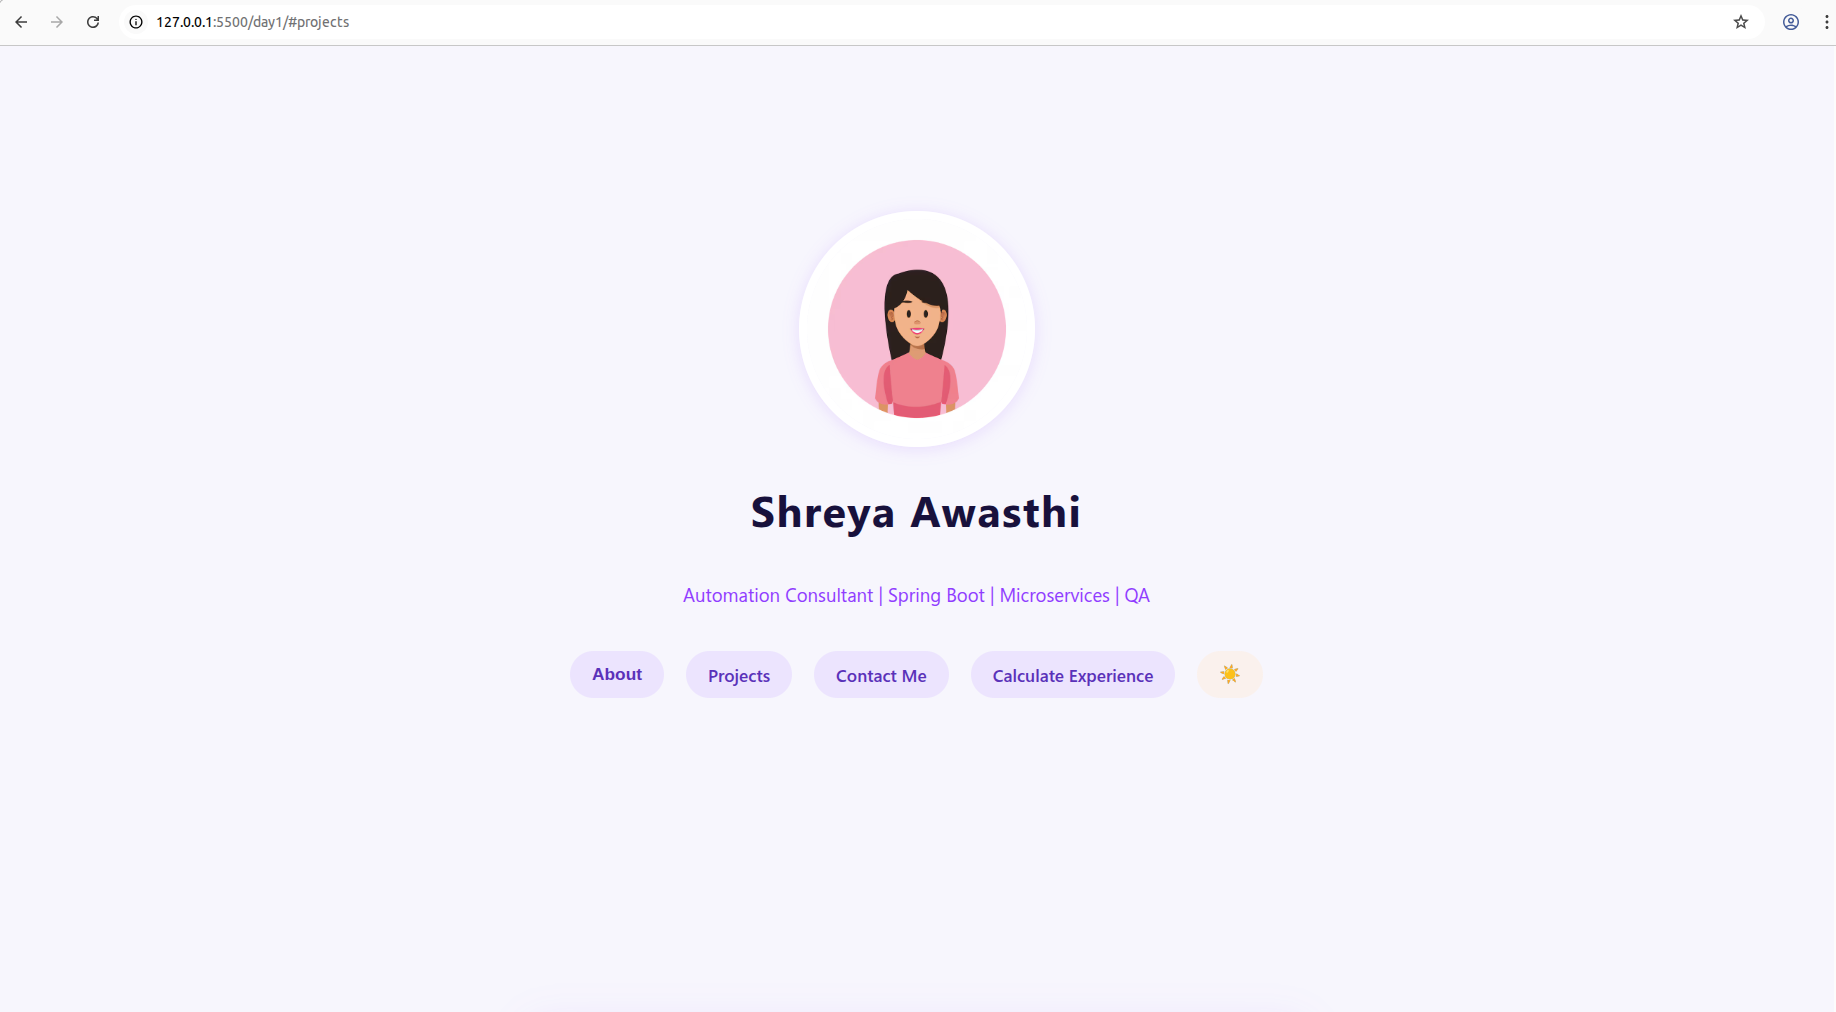 127.0.0.1:5500/day1/#projects
Shreya Awasthi
Automation Consultant | Spring Boot | Microservices | QA
About Projects Contact Me Calculate Experience